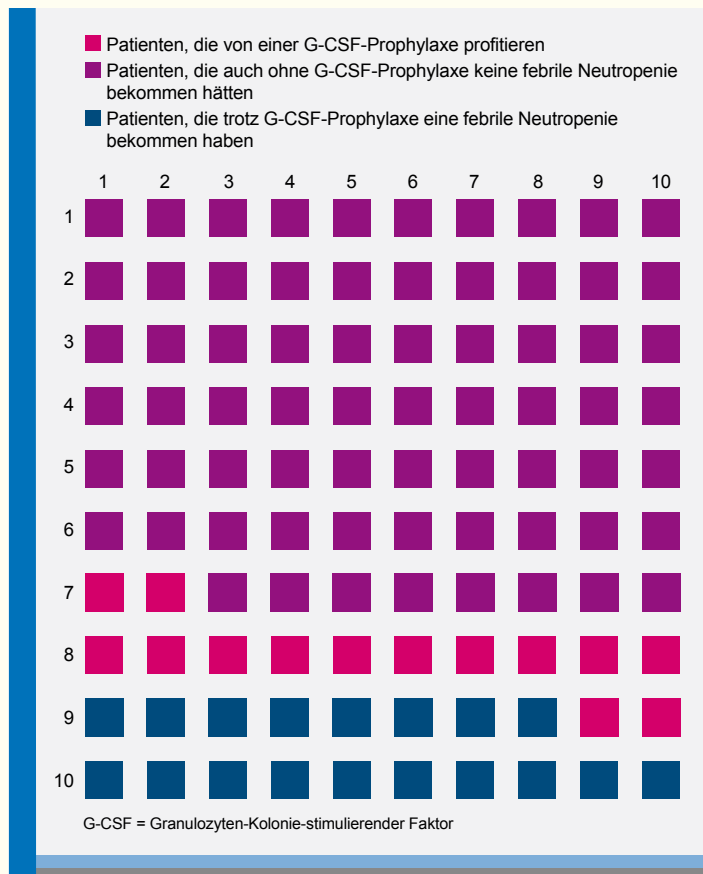 Patienten, die von einer G-CSF-Prophylaxe profitieren
Patienten, die auch ohne G-CSF-Prophylaxe keine febrile Neutropenie
bekommen hätten
Patienten, die trotz G-CSF-Prophylaxe eine febrile Neutropenie
bekommen haben
1 2 3 4 5 6 7 8 9 10
1
2
3
4
5
6
7
8
9
10
G-CSF = Granulozyten-Kolonie-stimulierender Faktor